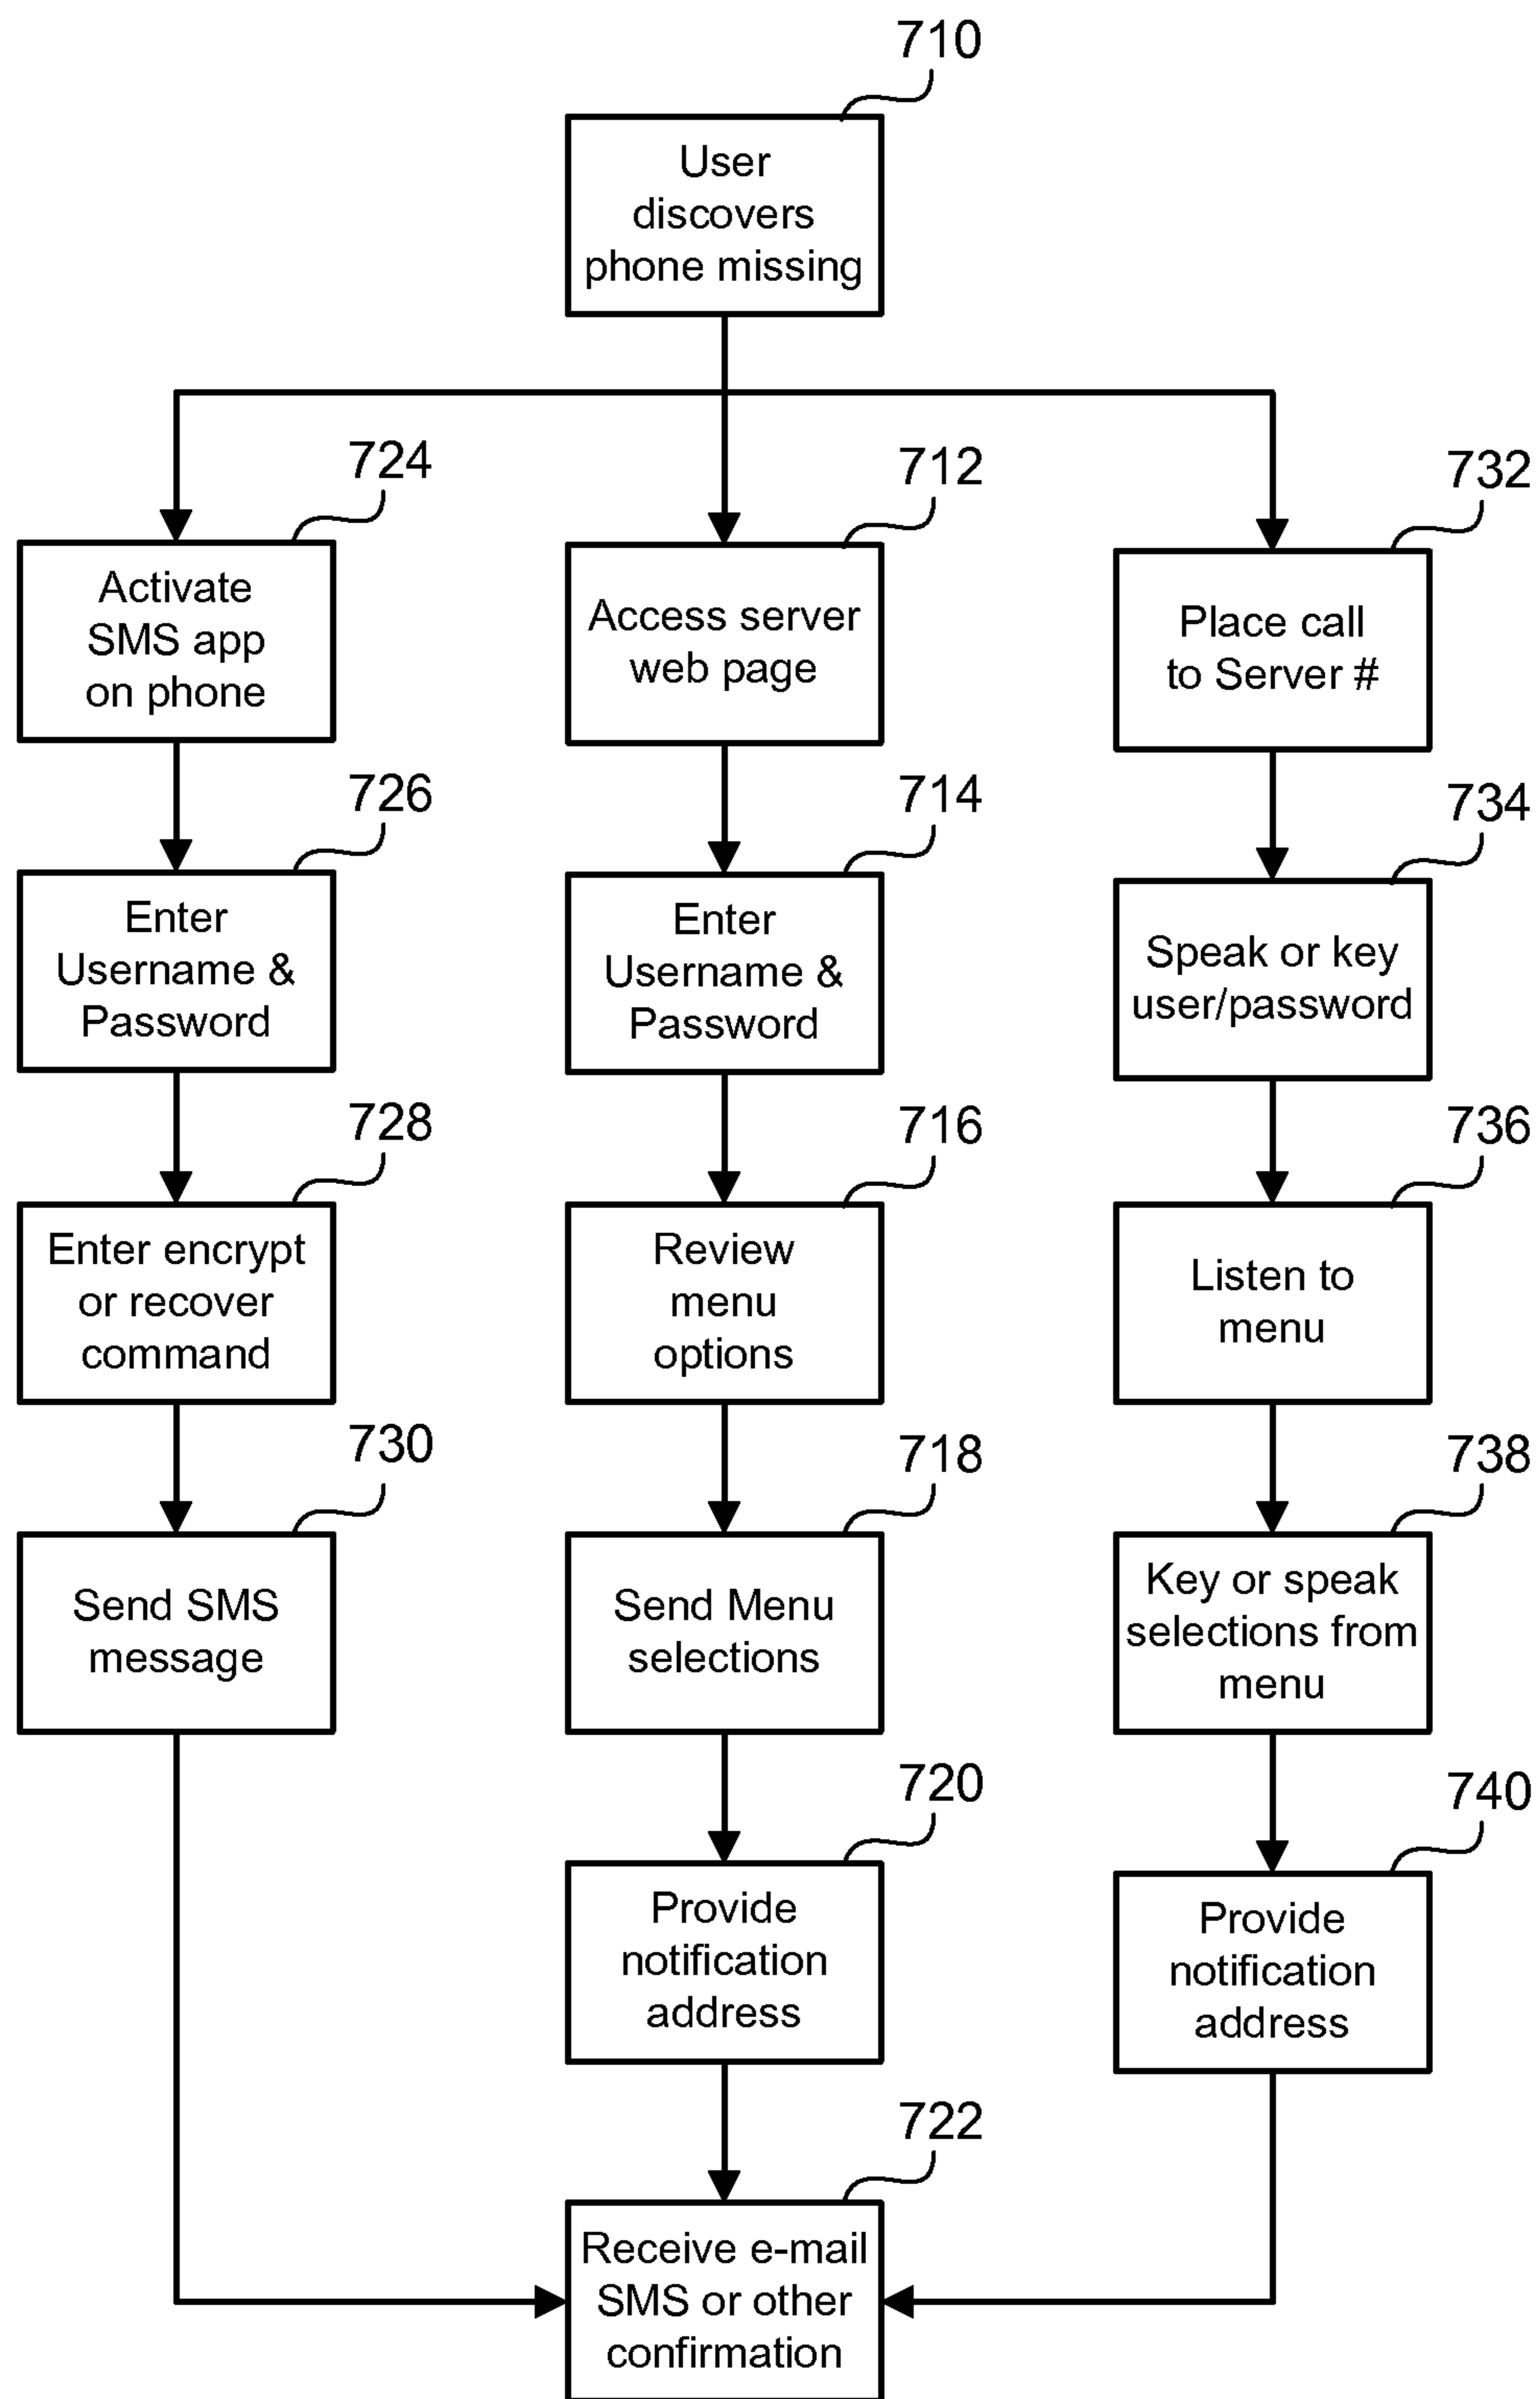 710
User
discovers
phone missing
724
Activate
SMS app
on phone
726
Enter
Username &
Password
728
Enter encrypt
or recover
command
730
Send SMS
message
712
Access server
web page
714
Enter
Username &
Password
716
Review
menu
options
718
Send Menu
selections
720
Provide
notification
address
732
Place call
to Server #
734
Speak or key
user/password
736
Listen to
menu
738
Key or speak
selections from
menu
740
Provide
notification
address
722
Receive e-mail
SMS or other
confirmation